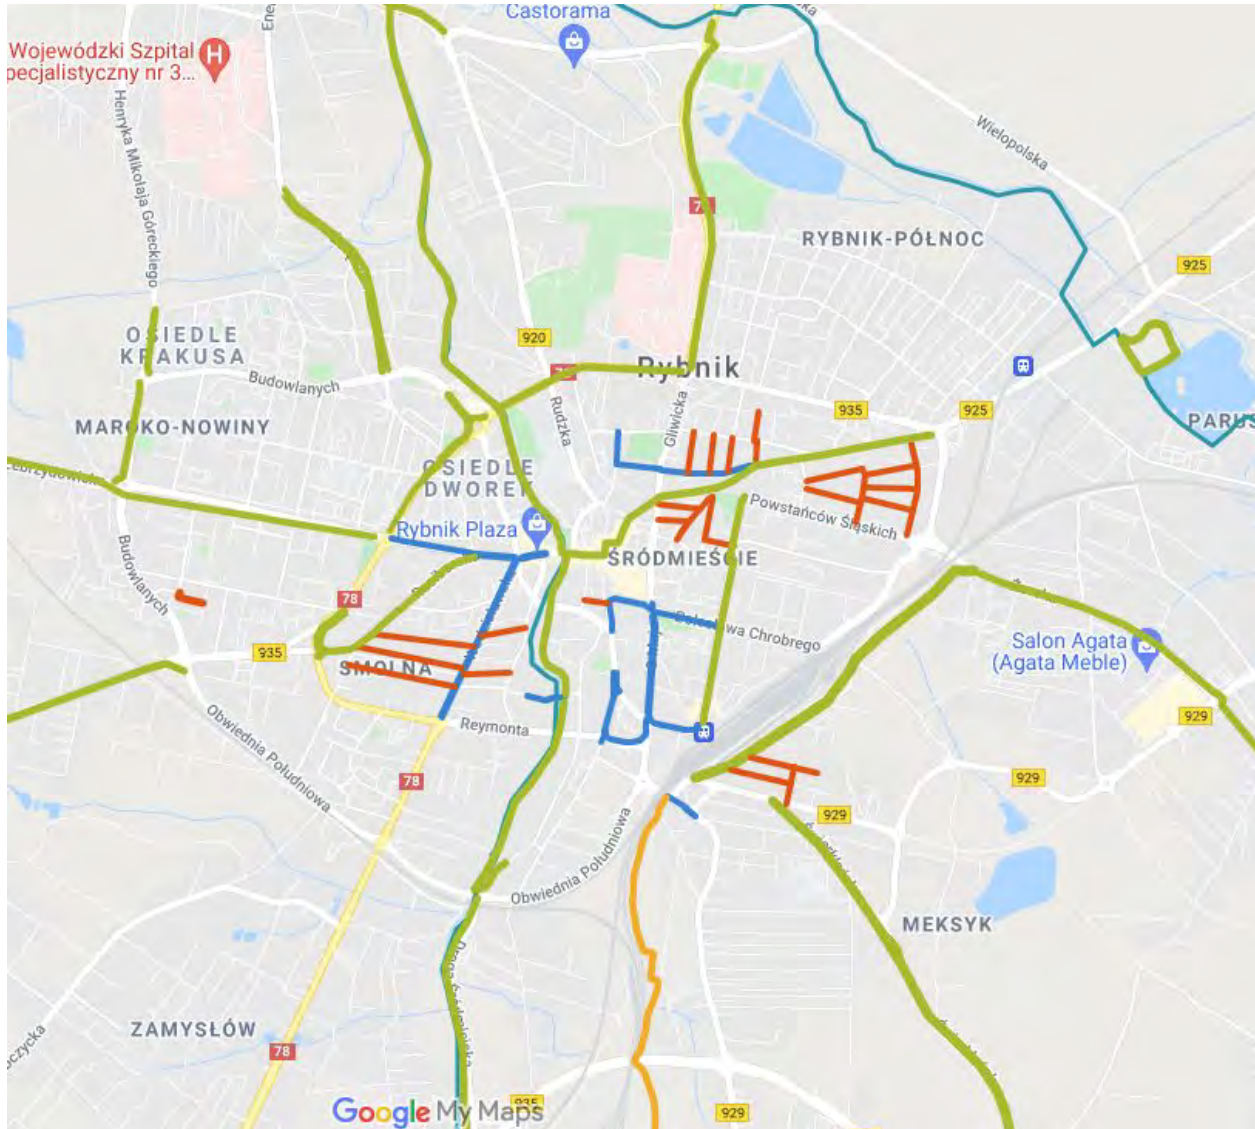 Castorama
Wojewódzki Szpital
pecjalistyczny nr 3...
H
Henryka Mikołaja Góreckiego
Wielopolska
RYBNIK-PÓŁNOC
925
OSIEDLE
KRAKUSA
920
Rybnik
Budowlanych
Rudzka
Gliwicka
935
925
MAROKO-NOWINY
PARUS
OSIEDLE
DWOREK
Powstańców Śląskich
Rybnik Plaza
ŚRÓDMIEŚCIE
Budowlanych
78
Bolesława Chrobrego
Salon Agata
(Agata Meble)
935
SMOLNA
929
Obwiednia Południowa
Reymonta
78
929
929
Obwiednia Południowa
MEKSYK
ZAMYSŁÓW
78
Google My Maps
935
929